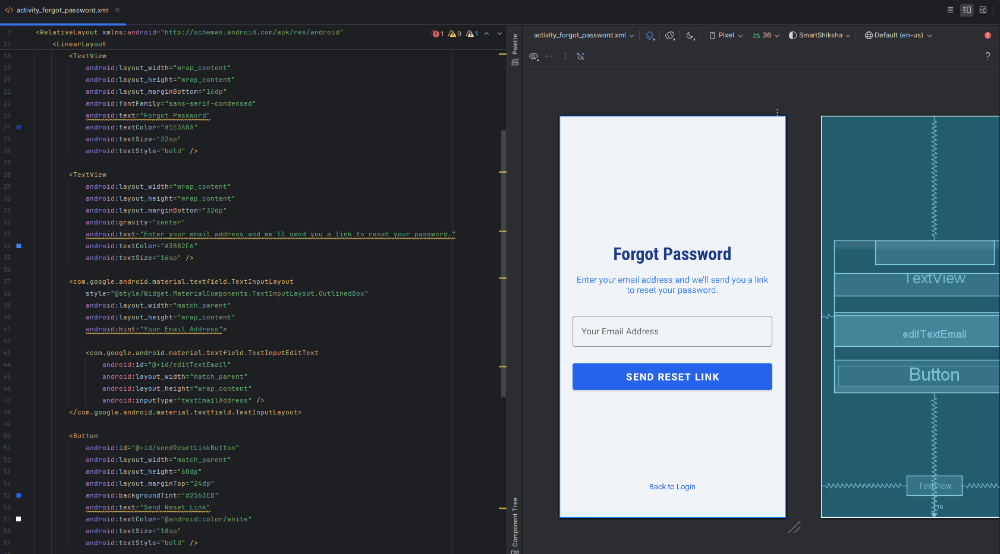 activity_forgot_password.xml
2 <RelativeLayout xmlns:android="http://schemas.android.com/apk/res/android"
1 9 1
11 <LinearLayout
18 <TextView
19 android:layout_width="wrap_content"
20 android:layout_height="wrap_content"
21 android:layout_marginBottom="16dp"
22 android:fontFamily="sans-serif-condensed"
23 android:text="Forgot Password"
24 android:textColor="#1E3A8A"
25 android:textSize="32sp"
26 android:textStyle="bold" />
27
28 <TextView
29 android:layout_width="wrap_content"
30 android:layout_height="wrap_content"
31 android:layout_marginBottom="32dp"
32 android:gravity="center"
33 android:text="Enter your email address and we'll send you a link to reset your password."
34 android:textColor="#3B82F6"
35 android:textSize="16sp" />
36
37 <com.google.android.material.textfield.TextInputLayout
38 style="@style/Widget.MaterialComponents.TextInputLayout.OutlinedBox"
39 android:layout_width="match_parent"
40 android:layout_height="wrap_content"
41 android:hint="Your Email Address">
42
43 <com.google.android.material.textfield.TextInputEditText
44 android:id="@+id/editTextEmail"
45 android:layout_width="match_parent"
46 android:layout_height="wrap_content"
47 android:inputType="textEmailAddress" />
48 </com.google.android.material.textfield.TextInputLayout>
49
50 <Button
51 android:id="@+id/sendResetLinkButton"
52 android:layout_width="match_parent"
53 android:layout_height="60dp"
54 android:layout_marginTop="24dp"
55 android:backgroundTint="#2563EB"
56 android:text="Send Reset Link"
57 android:textColor="@android:color/white"
58 android:textSize="18sp"
59 android:textStyle="bold" />
Palette
Component Tree
activity_forgot_password.xml Pixel 36 SmartShiksha Default (en-us)
?
Forgot Password
Enter your email address and we'll send you a link
to reset your password.
Your Email Address
SEND RESET LINK
Back to Login
TextView
editTextEmail
Button
TextView
16